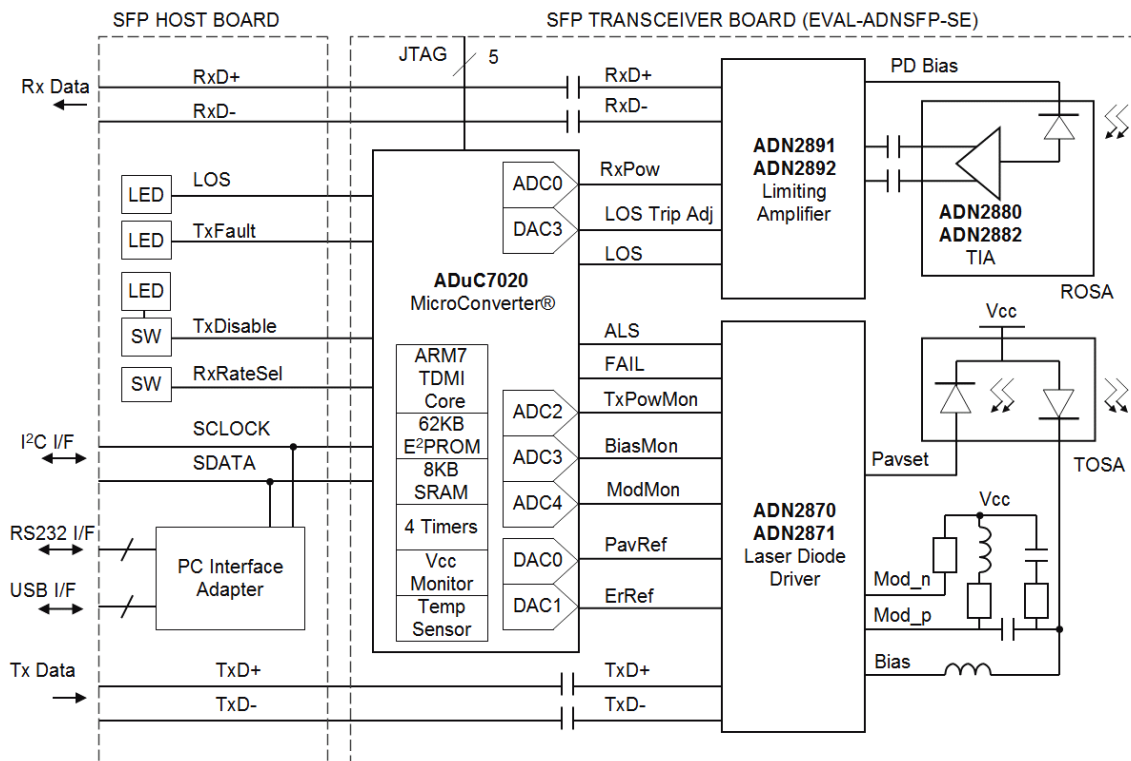 SFP HOST BOARD
SFP TRANSCEIVER BOARD (EVAL-ADNSFP-SE)
JTAG
5
Rx Data
RxD+
RxD-
RxD+
RxD-
PD Bias
LED
LOS
LED
TxFault
LED
SW
TxDisable
SW
RxRateSel
I²C I/F
SCLOCK
SDATA
RS232 I/F
USB I/F
PC Interface
Adapter
ADuC7020
MicroConverter®
ARM7
TDMI
Core
62KB
E²PROM
8KB
SRAM
4 Timers
Vcc
Monitor
Temp
Sensor
ADC0
DAC3
ADC2
ADC3
ADC4
DAC0
DAC1
RxPow
LOS Trip Adj
LOS
ALS
FAIL
TxPowMon
BiasMon
ModMon
PavRef
ErRef
ADN2891
ADN2892
Limiting
Amplifier
ADN2880
ADN2882
TIA
ROSA
Vcc
TOSA
Pavset
ADN2870
ADN2871
Laser Diode
Driver
Vcc
Mod_n
Mod_p
Bias
Tx Data
TxD+
TxD-
TxD+
TxD-